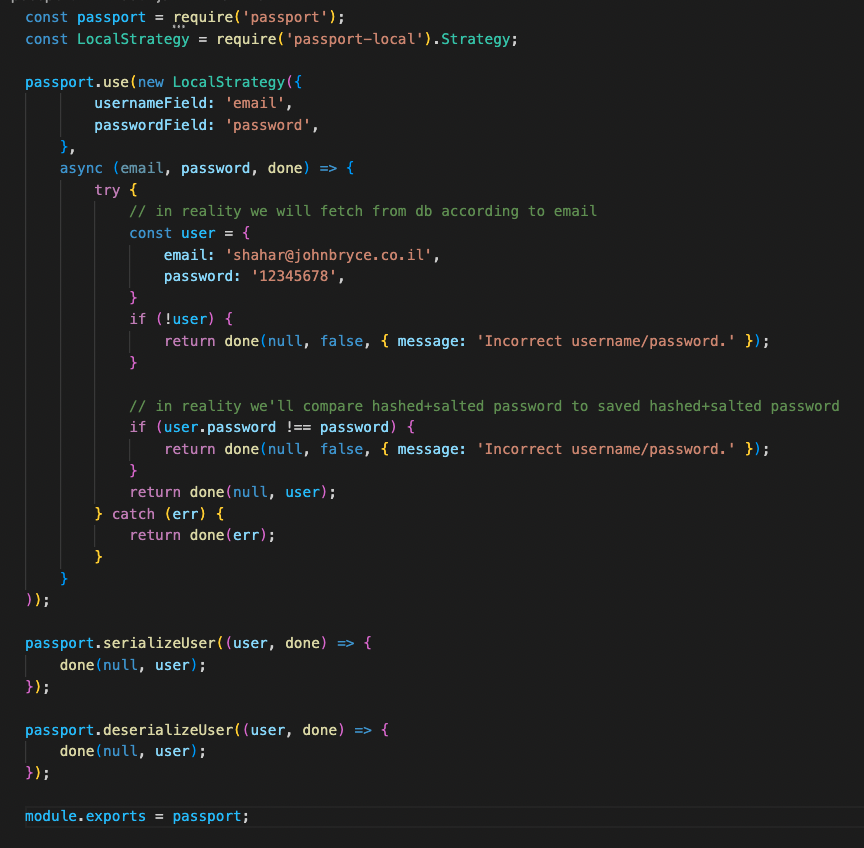 const passport = require('passport');
const LocalStrategy = require('passport-local').Strategy;

passport.use(new LocalStrategy({
        usernameField: 'email',
        passwordField: 'password',
    },
    async (email, password, done) => {
        try {
            // in reality we will fetch from db according to email
            const user = {
                email: 'shahar@johnbryce.co.il',
                password: '12345678',
            }
            if (!user) {
                return done(null, false, { message: 'Incorrect username/password.' });
            }

            // in reality we'll compare hashed+salted password to saved hashed+salted password
            if (user.password !== password) {
                return done(null, false, { message: 'Incorrect username/password.' });
            }
            return done(null, user);
        } catch (err) {
            return done(err);
        }
    }
));

passport.serializeUser((user, done) => {
    done(null, user);
});

passport.deserializeUser((user, done) => {
    done(null, user);
});

module.exports = passport;